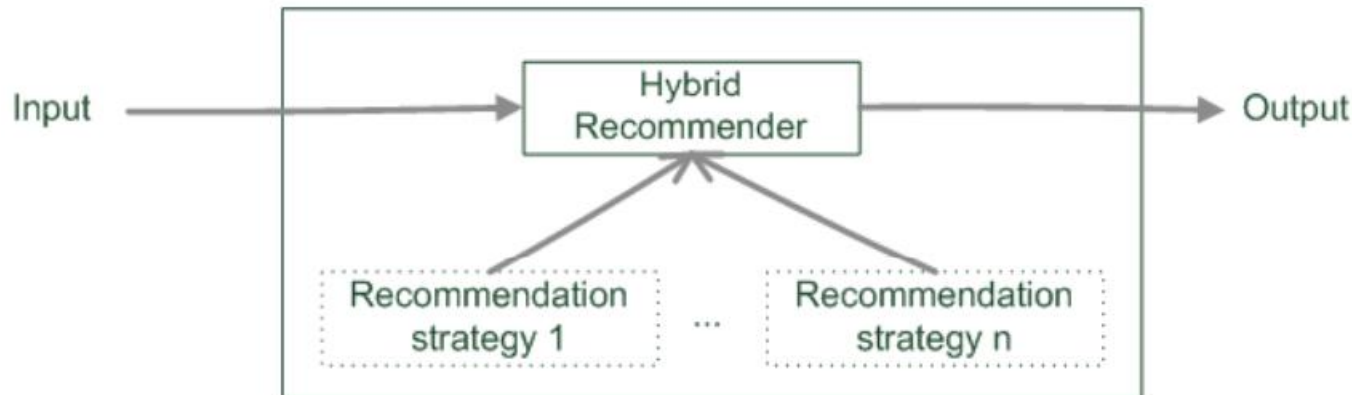 Input
Hybrid
Recommender
Output
Recommendation
strategy 1
...
Recommendation
strategy n